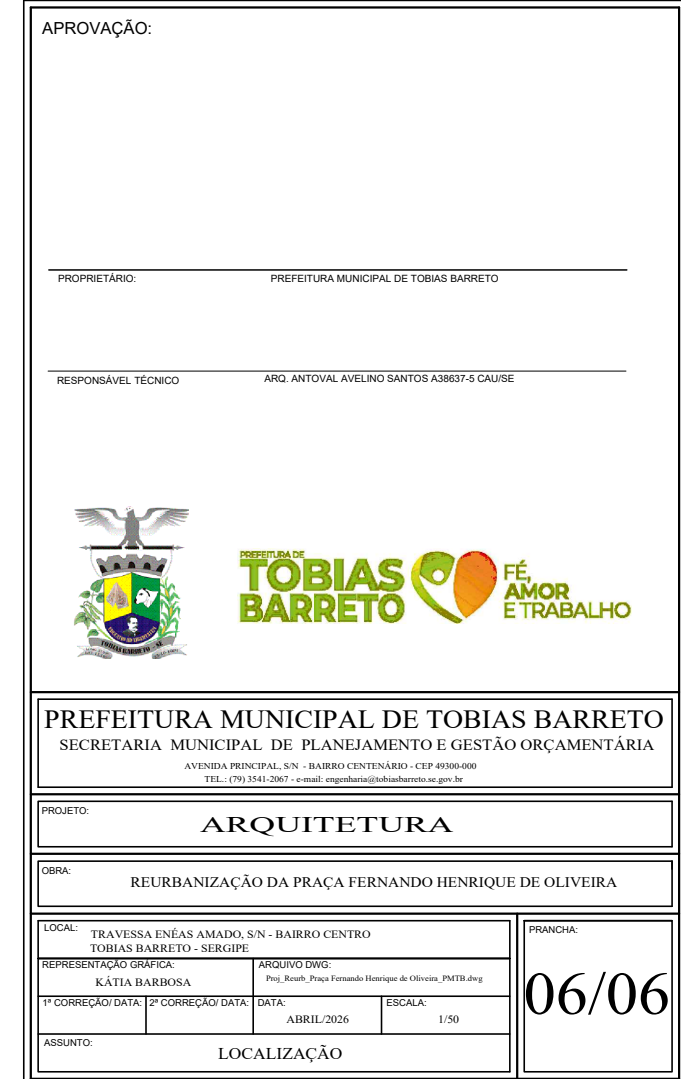 APROVAÇÃO:
PROPRIETÁRIO: PREFEITURA MUNICIPAL DE TOBIAS BARRETO
RESPONSÁVEL TÉCNICO ARQ. ANTOVAL AVELINO SANTOS A38637-5 CAU/SE
PREFEITURA DE
TOBIAS
BARRETO
FÉ,
AMOR
E TRABALHO
TOBIAS BARRETO - SE
PREFEITURA MUNICIPAL DE TOBIAS BARRETO
SECRETARIA MUNICIPAL DE PLANEJAMENTO E GESTÃO ORÇAMENTÁRIA
AVENIDA PRINCIPAL, S/N - BAIRRO CENTENÁRIO - CEP 49300-000
TEL.: (79) 3541-2067 - e-mail: engenharia@tobiasbarreto.se.gov.br
PROJETO:
ARQUITETURA
OBRA:
REURBANIZAÇÃO DA PRAÇA FERNANDO HENRIQUE DE OLIVEIRA
LOCAL: TRAVESSA ENÉAS AMADO, S/N - BAIRRO CENTRO
TOBIAS BARRETO - SERGIPE
REPRESENTAÇÃO GRÁFICA:
KÁTIA BARBOSA
ARQUIVO DWG:
Proj_Reurb_Praça Fernando Henrique de Oliveira_PMTB.dwg
1ª CORREÇÃO/ DATA:
2ª CORREÇÃO/ DATA:
DATA:
ABRIL/2026
ESCALA:
1/50
ASSUNTO:
LOCALIZAÇÃO
PRANCHA:
06/06